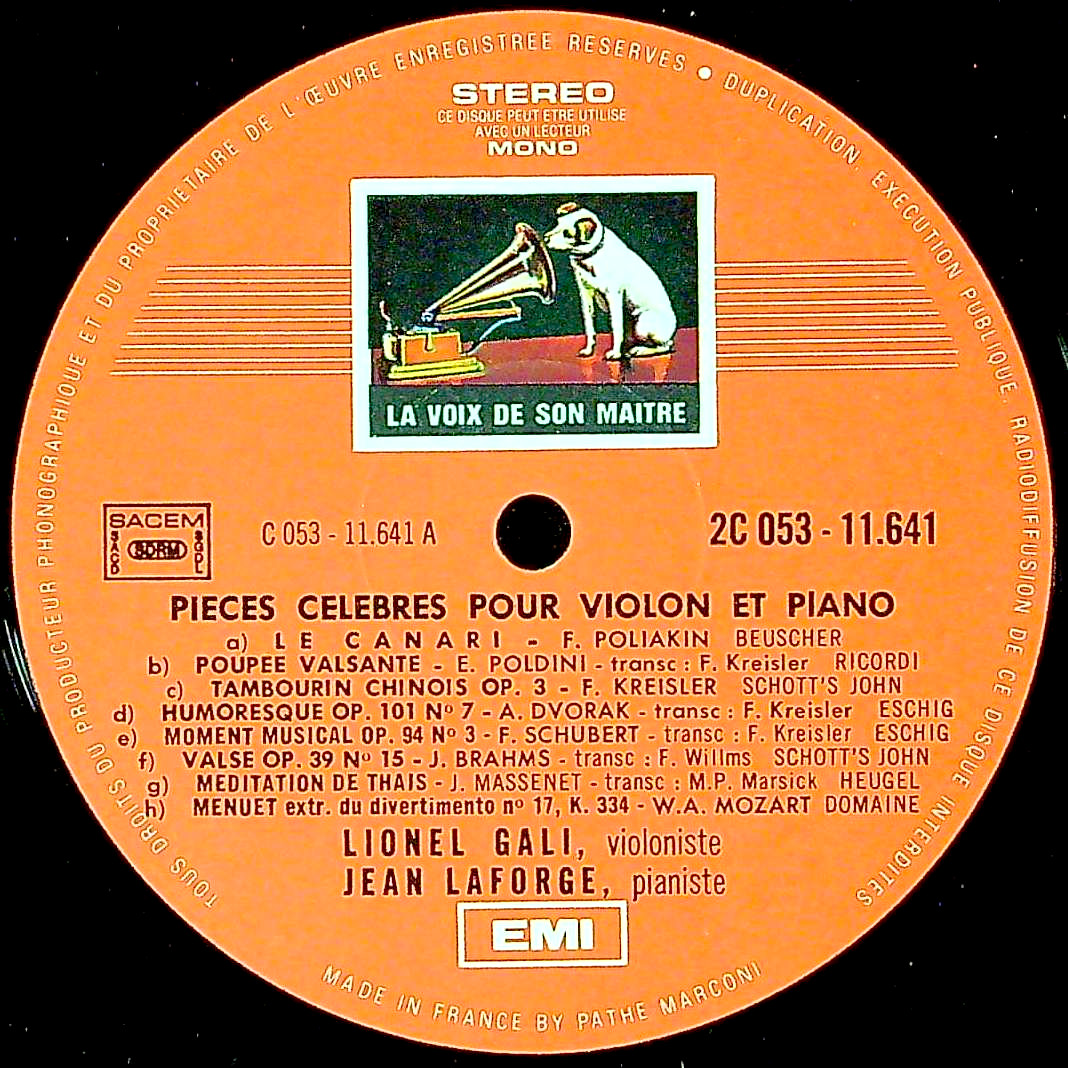 TOUS DROITS DU PRODUCTEUR PHONOGRAPHIQUE ET DU PROPRIETAIRE DE L'ŒUVRE ENREGISTREE RESERVES • DUPLICATION. EXECUTION PUBLIQUE. RADIODIFFUSION DE CE DISQUE INTERDITES
STEREO
CE DISQUE PEUT ETRE UTILISE
AVEC UN LECTEUR
MONO
LA VOIX DE SON MAITRE
SACEM
SACD SDRM SGDL
C 053 - 11.641 A
2C 053 - 11.641
PIECES CELEBRES POUR VIOLON ET PIANO
a) LE CANARI - F. POLIAKIN BEUSCHER
b) POUPEE VALSANTE - E. POLDINI - transc : F. Kreisler RICORDI
c) TAMBOURIN CHINOIS OP. 3 - F. KREISLER SCHOTT'S JOHN
d) HUMORESQUE OP. 101 Nº 7 - A. DVORAK - transc : F. Kreisler ESCHIG
e) MOMENT MUSICAL OP. 94 Nº 3 - F. SCHUBERT - transc : F. Kreisler ESCHIG
f) VALSE OP. 39 Nº 15 - J. BRAHMS - transc : F. Willms SCHOTT'S JOHN
g) MEDITATION DE THAIS - J. MASSENET - transc : M.P. Marsick HEUGEL
h) MENUET extr. du divertimento nº 17, K. 334 - W.A. MOZART DOMAINE
LIONEL GALI, violoniste
JEAN LAFORGE, pianiste
EMI
MADE IN FRANCE BY PATHE MARCONI